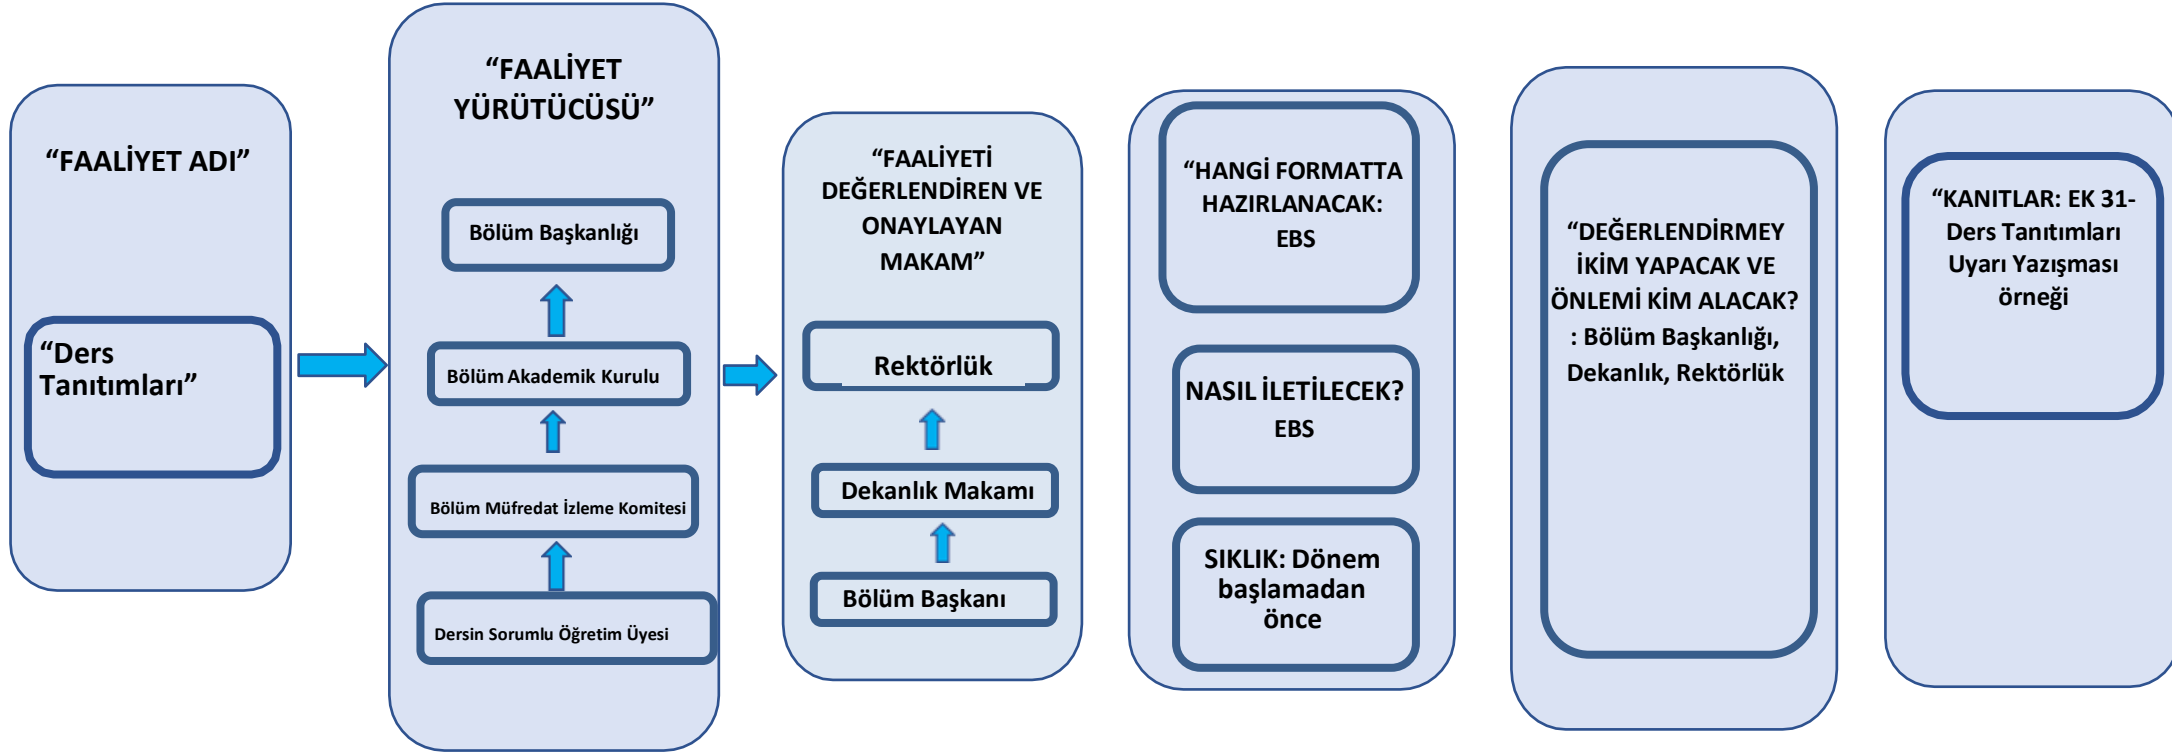 “FAALİYET ADI”
“Ders
Tanıtımları”
“FAALİYET
YÜRÜTÜCÜSÜ”
Bölüm Başkanlığı
Bölüm Akademik Kurulu
Bölüm Müfredat İzleme Komitesi
Dersin Sorumlu Öğretim Üyesi
“FAALİYETİ
DEĞERLENDİREN VE
ONAYLAYAN
MAKAM”
Rektörlük
Dekanlık Makamı
Bölüm Başkanı
“HANGİ FORMATTA
HAZIRLANACAK:
EBS
NASIL İLETİLECEK?
EBS
SIKLIK: Dönem
başlamadan
önce
“DEĞERLENDİRMEY
İKİM YAPACAK VE
ÖNLEMİ KİM ALACAK?
: Bölüm Başkanlığı,
Dekanlık, Rektörlük
“KANITLAR: EK 31-
Ders Tanıtımları
Uyarı Yazışması
örneği